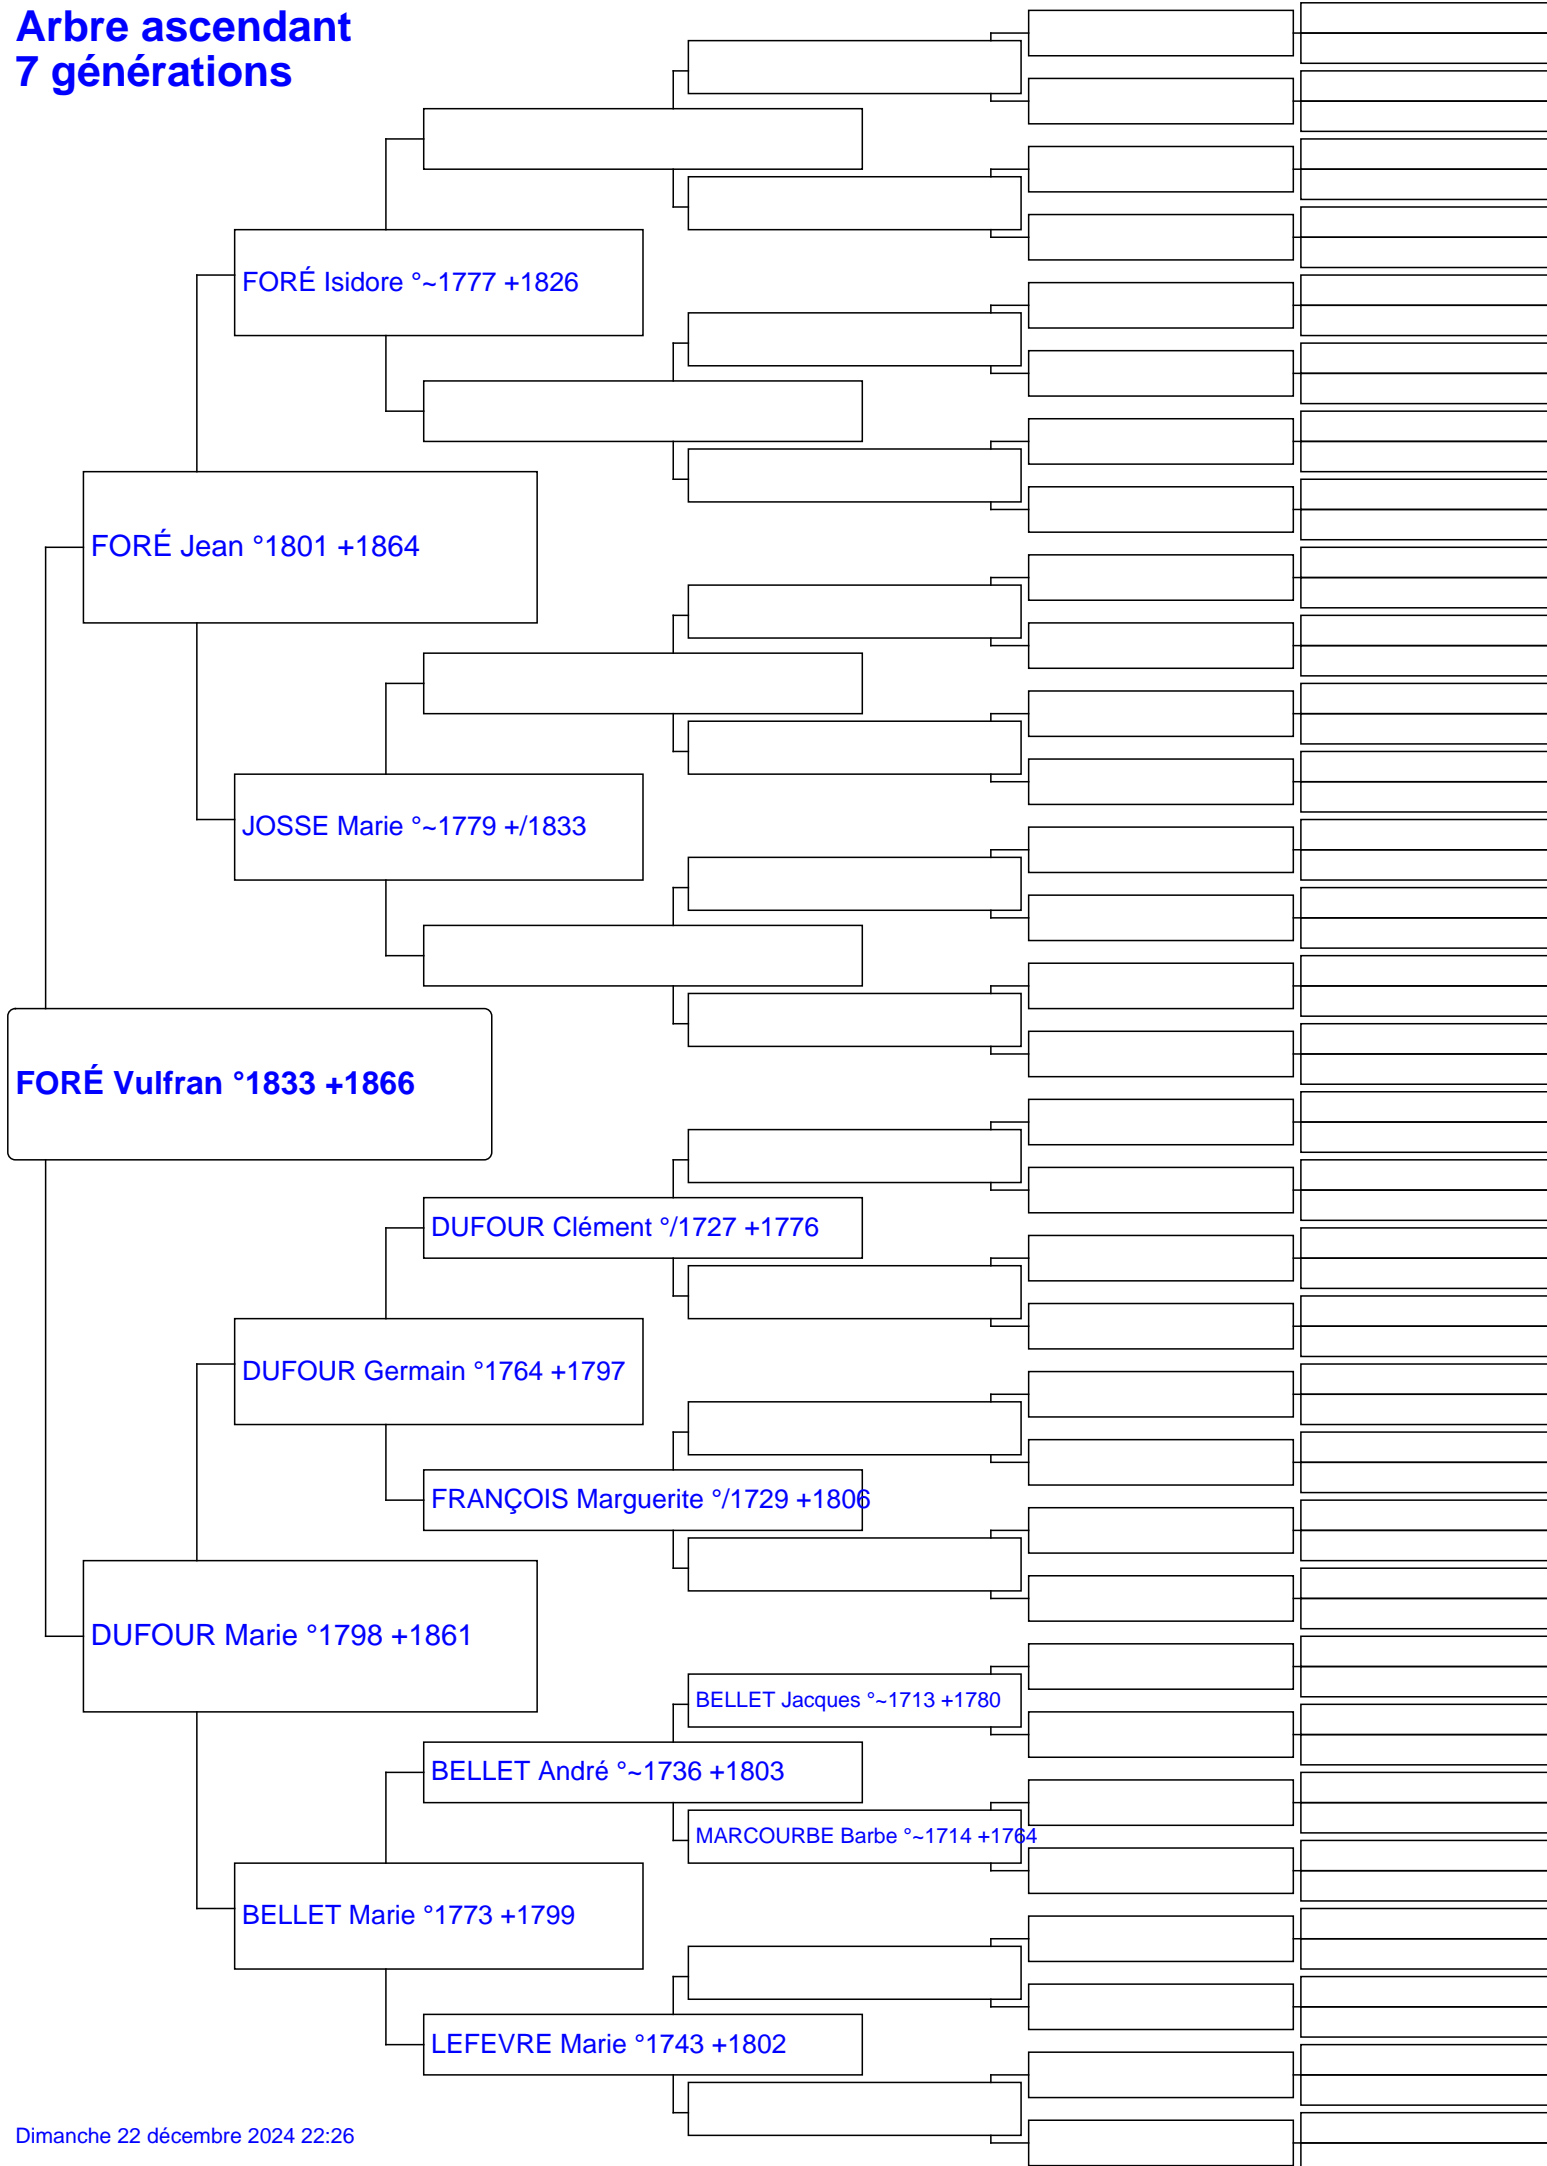 Arbre ascendant
7 générations
FORÉ Isidore °~1777 +1826
FORÉ Jean °1801 +1864
JOSSE Marie °~1779 +/1833
FORÉ Vulfran °1833 +1866
DUFOUR Clément °/1727 +1776
DUFOUR Germain °1764 +1797
FRANÇOIS Marguerite °/1729 +1806
DUFOUR Marie °1798 +1861
BELLET Jacques °~1713 +1780
BELLET André °~1736 +1803
MARCOURBE Barbe °~1714 +1764
BELLET Marie °1773 +1799
LEFEVRE Marie °1743 +1802
Dimanche 22 décembre 2024 22:26